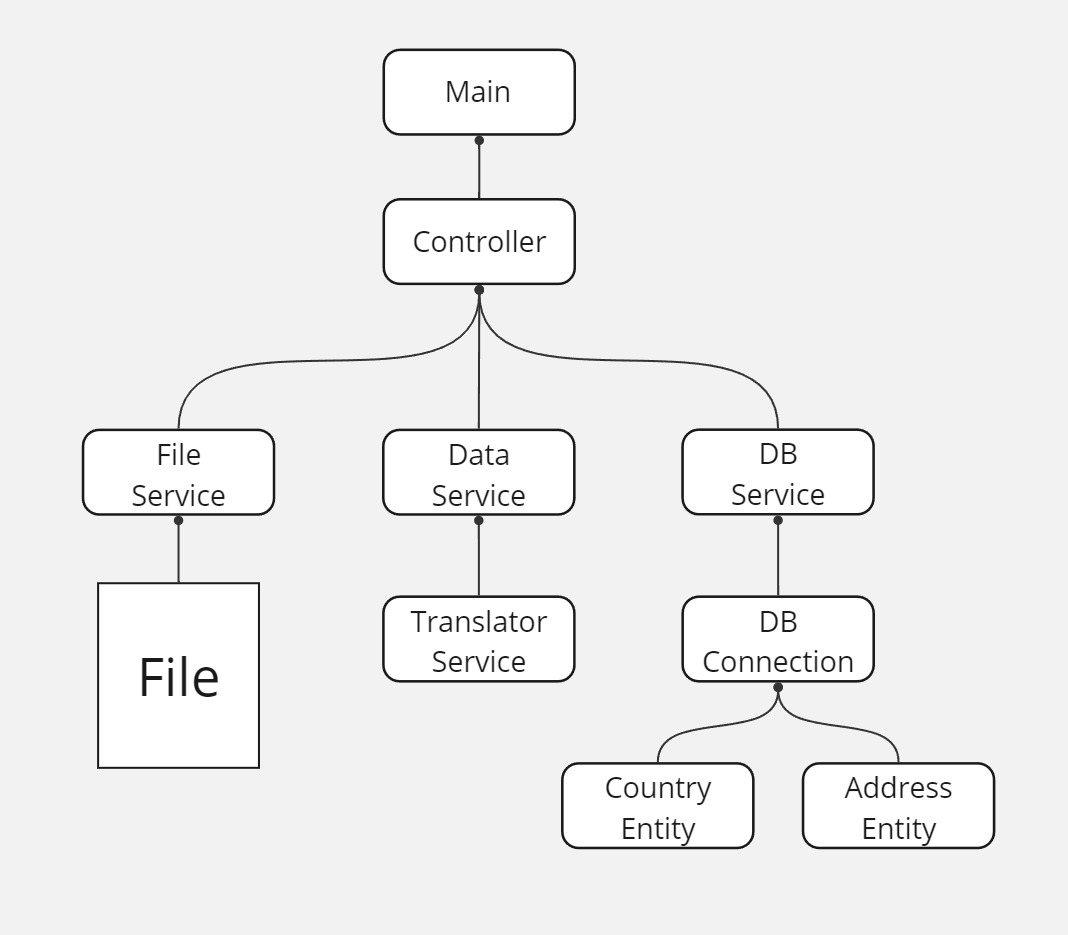 Main
Controller
File
Service
Data
Service
DB
Service
File
Translator
Service
DB
Connection
Country
Entity
Address
Entity